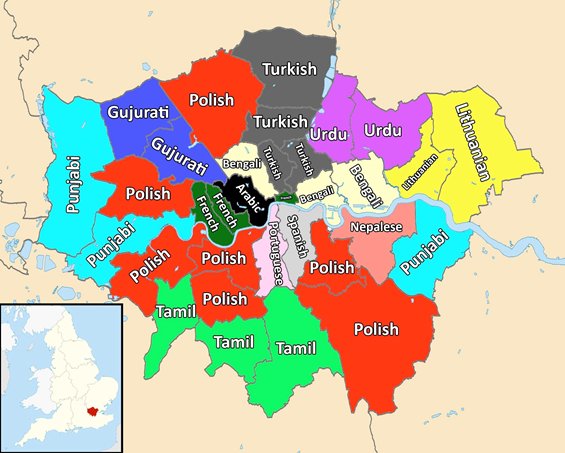 Turkish
Polish
Gujurati
Lithuanian
Turkish
Urdu
Urdu
Gujurati
Bengali
Turkish
Turkish
Punjabi
Lithuanian
Polish
Arabic
French
French
French
Bengali
Bengali
Punjabi
Portuguese
Spanish
Nepalese
Polish
Polish
Polish
Punjabi
Polish
Tamil
Tamil
Tamil
Polish